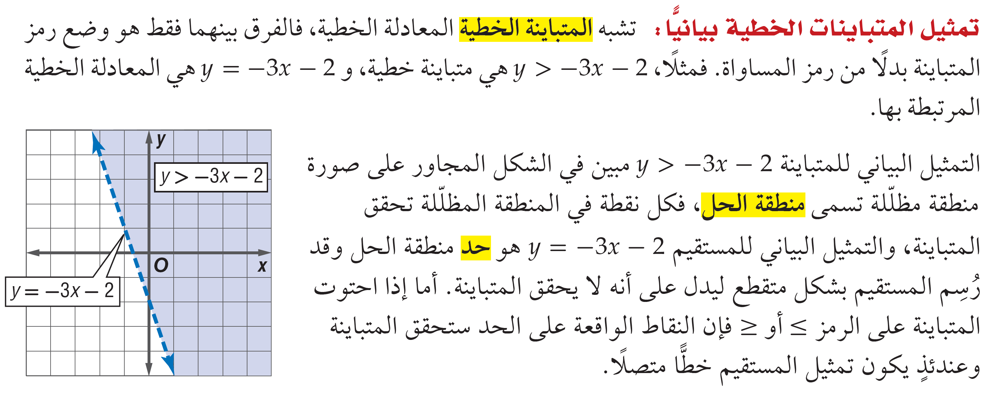 تمثيل المتباينات الخطية بيانيًّا: تشبه المتباينة الخطية المعادلة الخطية، فالفرق بينهما فقط هو وضع رمز
المتباينة بدلًا من رمز المساواة. فمثلًا، y > −3x − 2 هي متباينة خطية، و y = −3x − 2 هي المعادلة الخطية
المرتبطة بها.
التمثيل البياني للمتباينة y > −3x − 2 مبين في الشكل المجاور على صورة
منطقة مظلّلة تسمى منطقة الحل، فكل نقطة في المنطقة المظلّلة تحقق
المتباينة، والتمثيل البياني للمستقيم y = −3x − 2 هو حد منطقة الحل وقد
رُسِم المستقيم بشكل متقطع ليدل على أنه لا يحقق المتباينة. أما إذا احتوت
المتباينة على الرمز ≤ أو ≥ فإن النقاط الواقعة على الحد ستحقق المتباينة
وعندئذٍ يكون تمثيل المستقيم خطًّا متصلًا.
y
y > −3x − 2
O
x
y = −3x − 2